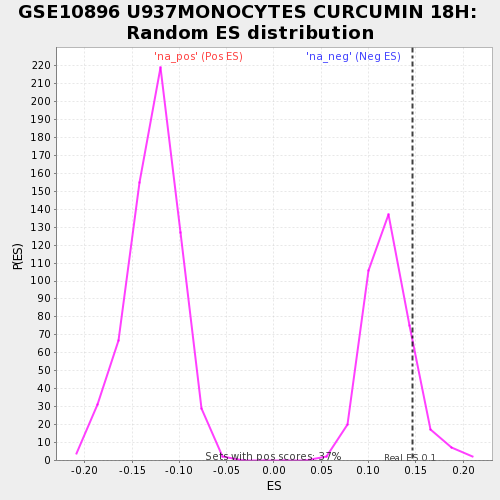 GSE10896 U937MONOCYTES CURCUMIN 18H:
Random ES distribution
'na_pos' (Pos ES) 'na_neg' (Neg ES)
220
210
200
190
180
170
160
150
140
130
120
110
100
90
80
70
60
50
40
30
20
10
0
P(ES)
Sets with pos scores: 37%
Real ES 0.1
-0.20 -0.15 -0.10 -0.05 0.00 0.05 0.10 0.15 0.20
ES